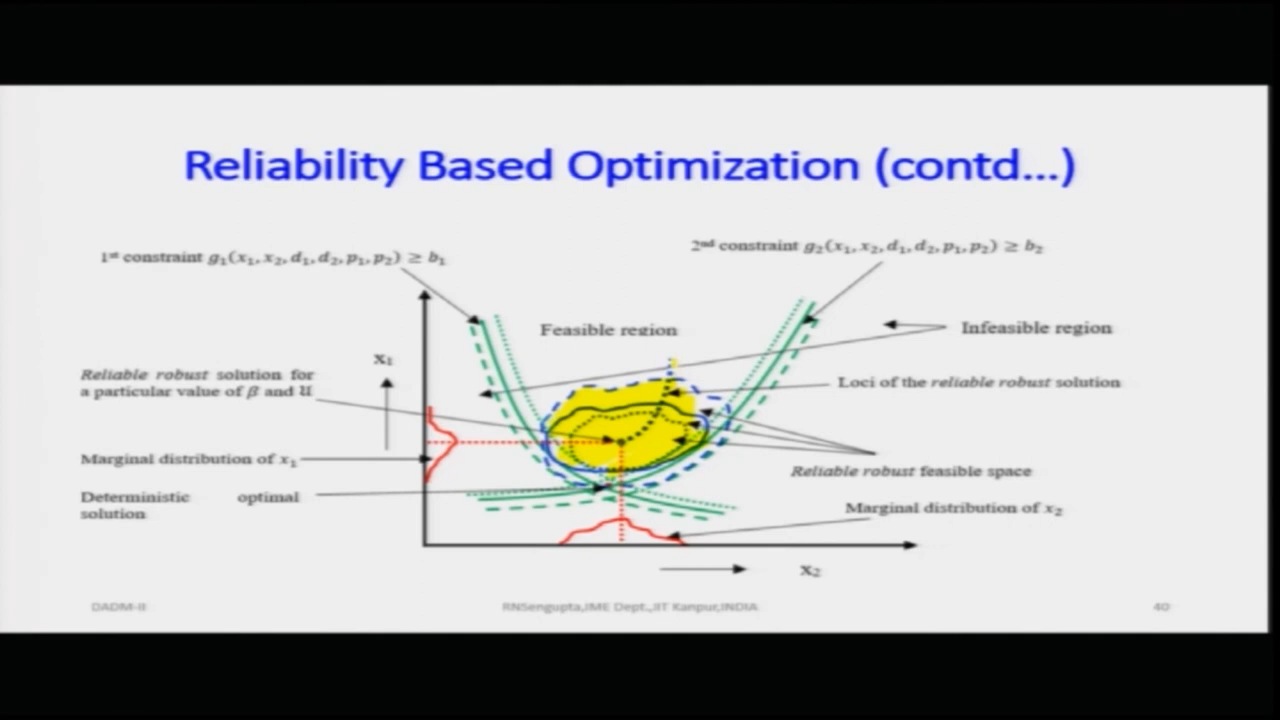 Reliability Based Optimization (contd...)
1st constraint g₁(x₁, x₂, d₁, d₂, p₁, p₂) ≥ b₁
2nd constraint g₂(x₁, x₂, d₁, d₂, p₁, p₂) ≥ b₂
Feasible region
Infeasible region
x₁
Reliable robust solution for
a particular value of β and 𝔘
Loci of the reliable robust solution
Marginal distribution of x₁
Reliable robust feasible space
Deterministic optimal
solution
Marginal distribution of x₂
x₂
DADM-II
RNSengupta,IME Dept.,IIT Kanpur,INDIA
40